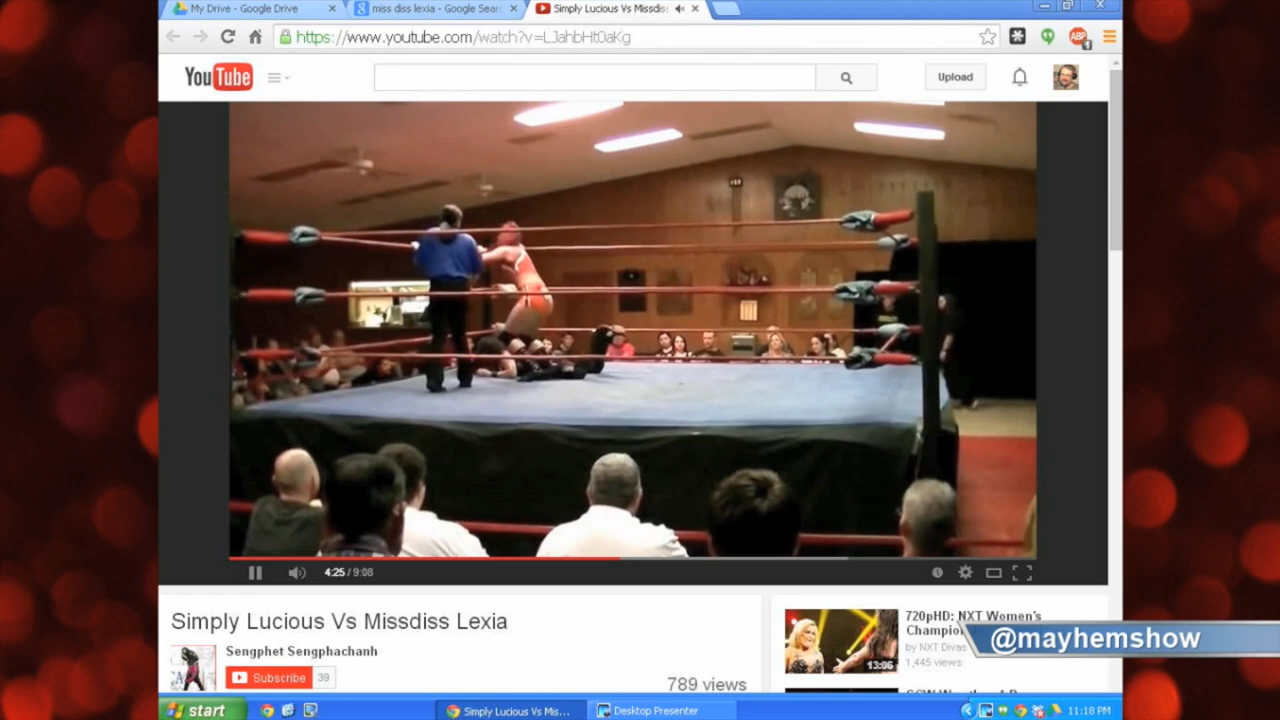 My Drive - Google Drive
miss diss lexia - Google Sear
Simply Lucious Vs Missdis
https://www.youtube.com/watch?v=LJahbHt0aKg
ABP
1
YouTube
Upload
4:25 / 9:08
Simply Lucious Vs Missdiss Lexia
Sengphet Sengphachanh
Subscribe 39
789 views
13:06
720pHD: NXT Women's
Champio
by NXT Divas
1,445 views
@mayhemshow
start
Simply Lucious Vs Mis...
Desktop Presenter
11:18 PM